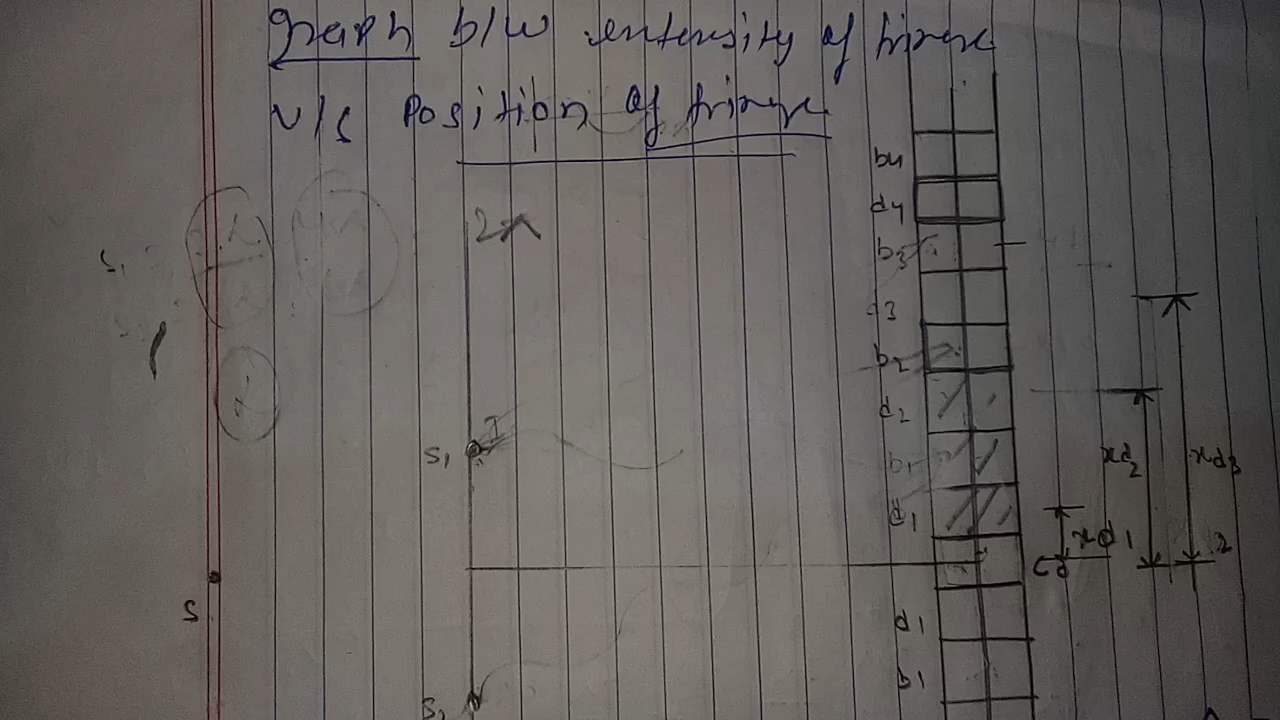 Graph b/w intensity of fringe
v/s Position of fringe
b4
d4
b3
d3
b2
d2
b1
d1
S1
I
xd2
xd3
xd1
2
S
d1
b1
S2